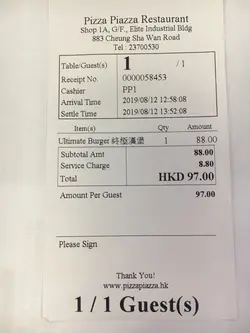 Pizza Piazza Restaurant
Shop 1A, G/F., Elite Industrial Bldg
883 Cheung Sha Wan Road
Tel : 23700530
Table/Guest(s) 1 / 1
Receipt No. 0000058453
Cashier PP1
Arrival Time 2019/08/12 12:58:08
Settle Time 2019/08/12 13:52:08
Item(s) Qty Amount
Ultimate Burger 終極漢堡 1 88.00
Subtotal Amt 88.00
Service Charge 8.80
Total HKD 97.00
Amount Per Guest 97.00
Please Sign
Thank You!
www.pizzapiazza.hk
1 / 1 Guest(s)